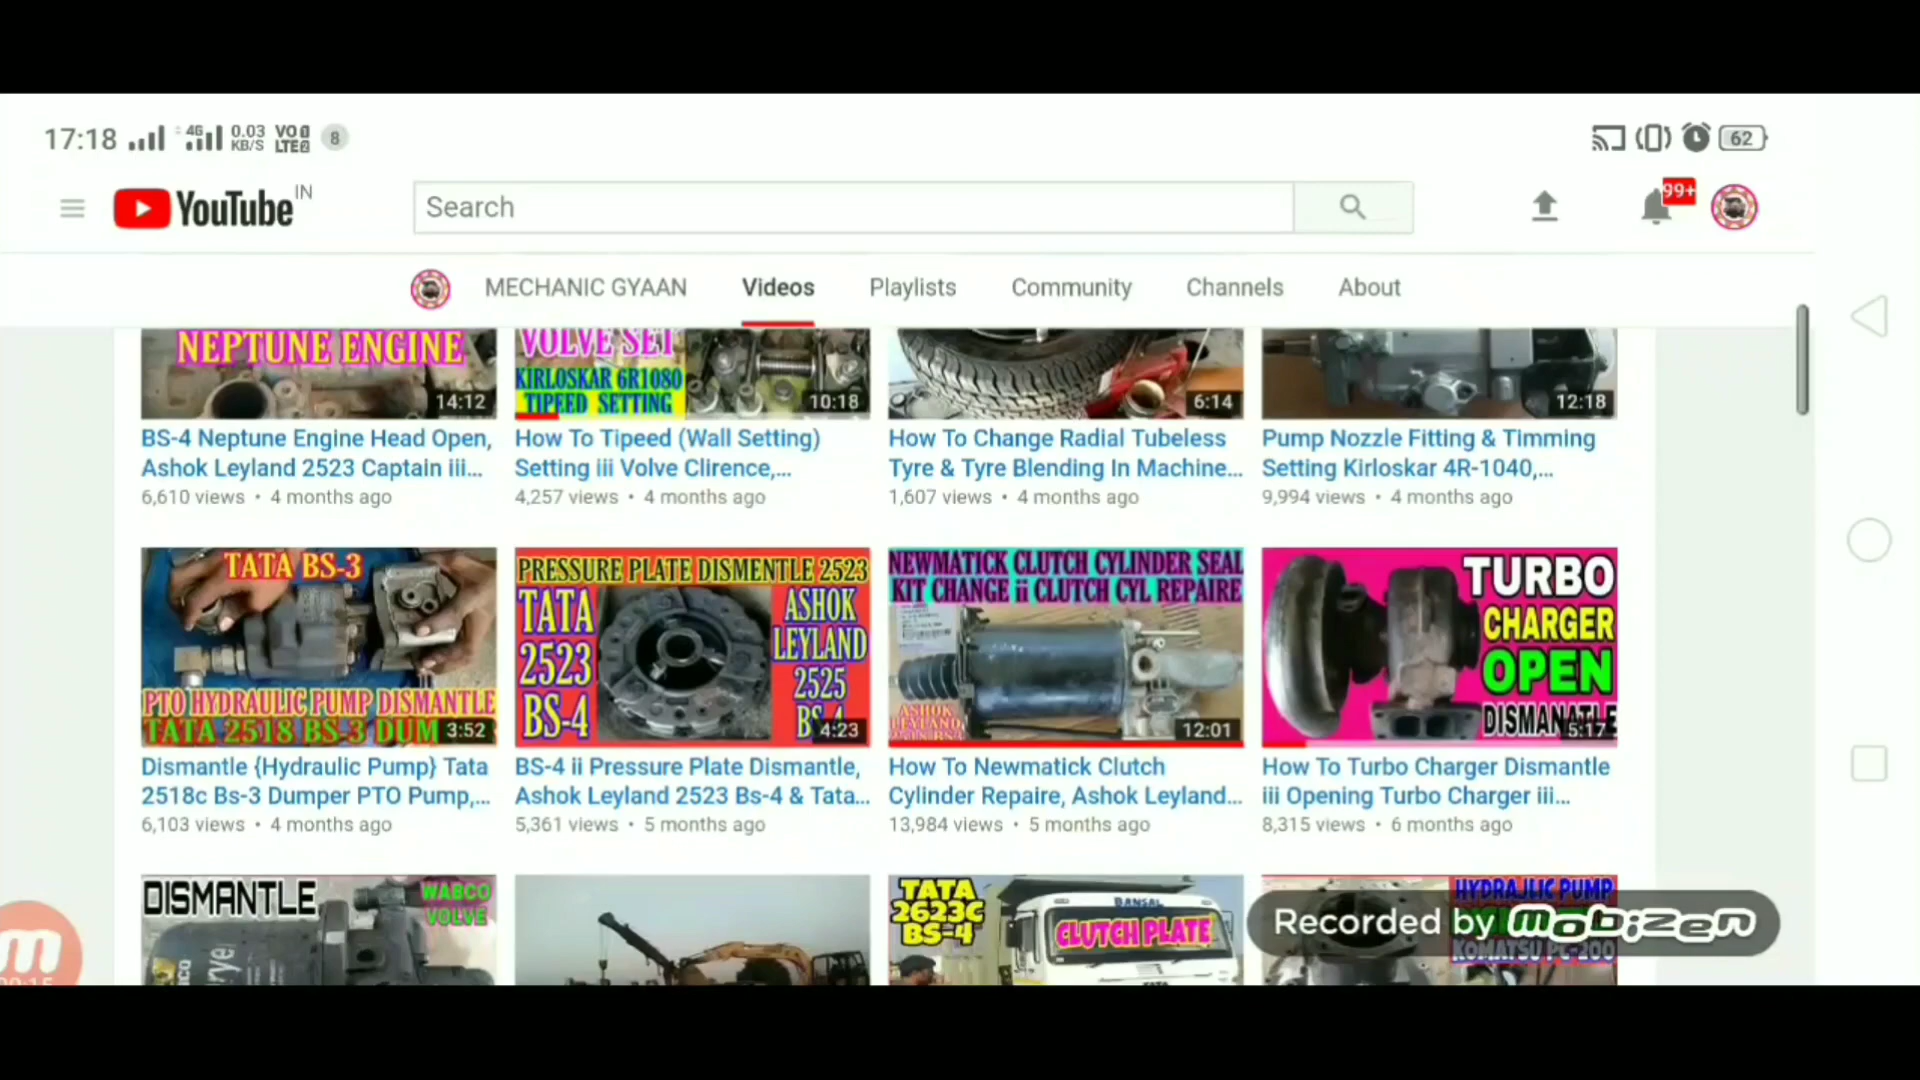 17:18 4G 0.03 KB/S VO LTE 8 62
YouTube IN Search 99+
MECHANIC GYAAN Videos Playlists Community Channels About
NEPTUNE ENGINE
14:12
VOLVE SET
KIRLOSKAR 6R1080
TIPEED SETTING
10:18
6:14
12:18
BS-4 Neptune Engine Head Open,
Ashok Leyland 2523 Captain iii...
6,610 views • 4 months ago
How To Tipeed (Wall Setting)
Setting iii Volve Clirence,...
4,257 views • 4 months ago
How To Change Radial Tubeless
Tyre & Tyre Blending In Machine...
1,607 views • 4 months ago
Pump Nozzle Fitting & Timming
Setting Kirloskar 4R-1040,...
9,994 views • 4 months ago
TATA BS-3
PTO HYDRAULIC PUMP DISMANTLE
TATA 2518 BS-3 DUM
3:52
PRESSURE PLATE DISMENTLE 2523
TATA
2523
BS-4
ASHOK
LEYLAND
2525
BS-4
4:23
NEWMATICK CLUTCH CYLINDER SEAL
KIT CHANGE ii CLUTCH CYL REPAIRE
ASHOK
LEYLAND
12:01
TURBO
CHARGER
OPEN
DISMANATLE
5:17
Dismantle {Hydraulic Pump} Tata
2518c Bs-3 Dumper PTO Pump,...
6,103 views • 4 months ago
BS-4 ii Pressure Plate Dismantle,
Ashok Leyland 2523 Bs-4 & Tata...
5,361 views • 5 months ago
How To Newmatick Clutch
Cylinder Repaire, Ashok Leyland...
13,984 views • 5 months ago
How To Turbo Charger Dismantle
iii Opening Turbo Charger iii...
8,315 views • 6 months ago
DISMANTLE
WABCO
VOLVE
TATA
2623C
BS-4
BANSAL
CLUTCH PLATE
TATA
HYDRAJLIC PUMP
KOMATSU PC-200
Recorded by mobizen